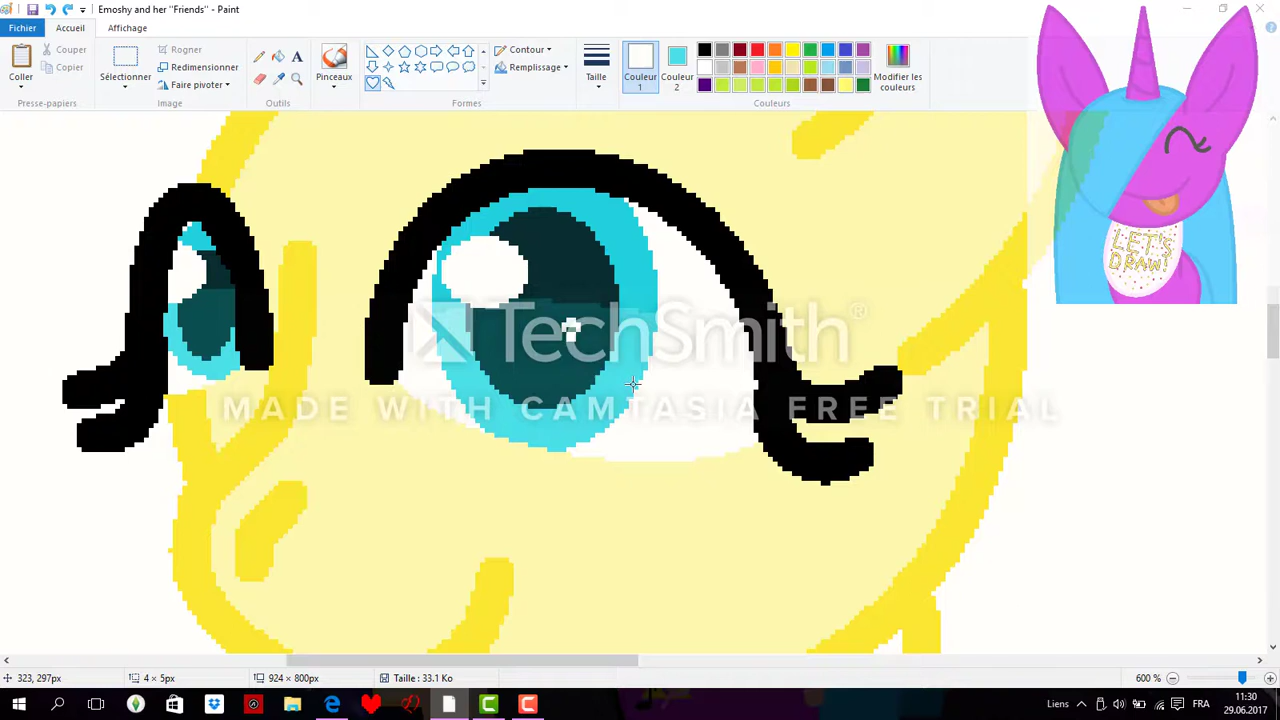 Emoshy and her "Friends" - Paint
Fichier Accueil Affichage
Coller
Couper
Copier
Presse-papiers
Sélectionner
Rogner
Redimensionner
Faire pivoter
Image
A
Outils
Pinceaux
Contour
Remplissage
Formes
Taille
Couleur 1
Couleur 2
Couleurs
Modifier les couleurs
LET'S
DRAW!
TechSmith®
MADE WITH CAMTASIA FREE TRIAL
323, 297px
4 × 5px
924 × 800px
Taille : 33.1 Ko
600 %
Liens
FRA
11:30
29.06.2017